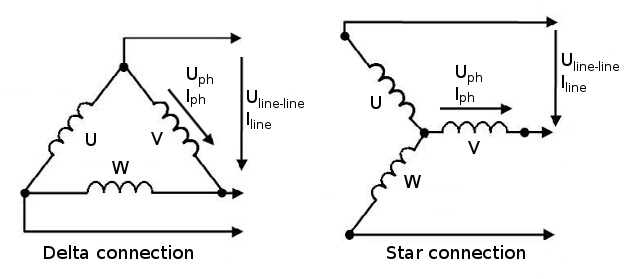 U
V
W
Uph
Iph
Uline-line
Iline
Delta connection
U
V
W
Uph
Iph
Uline-line
Iline
Star connection